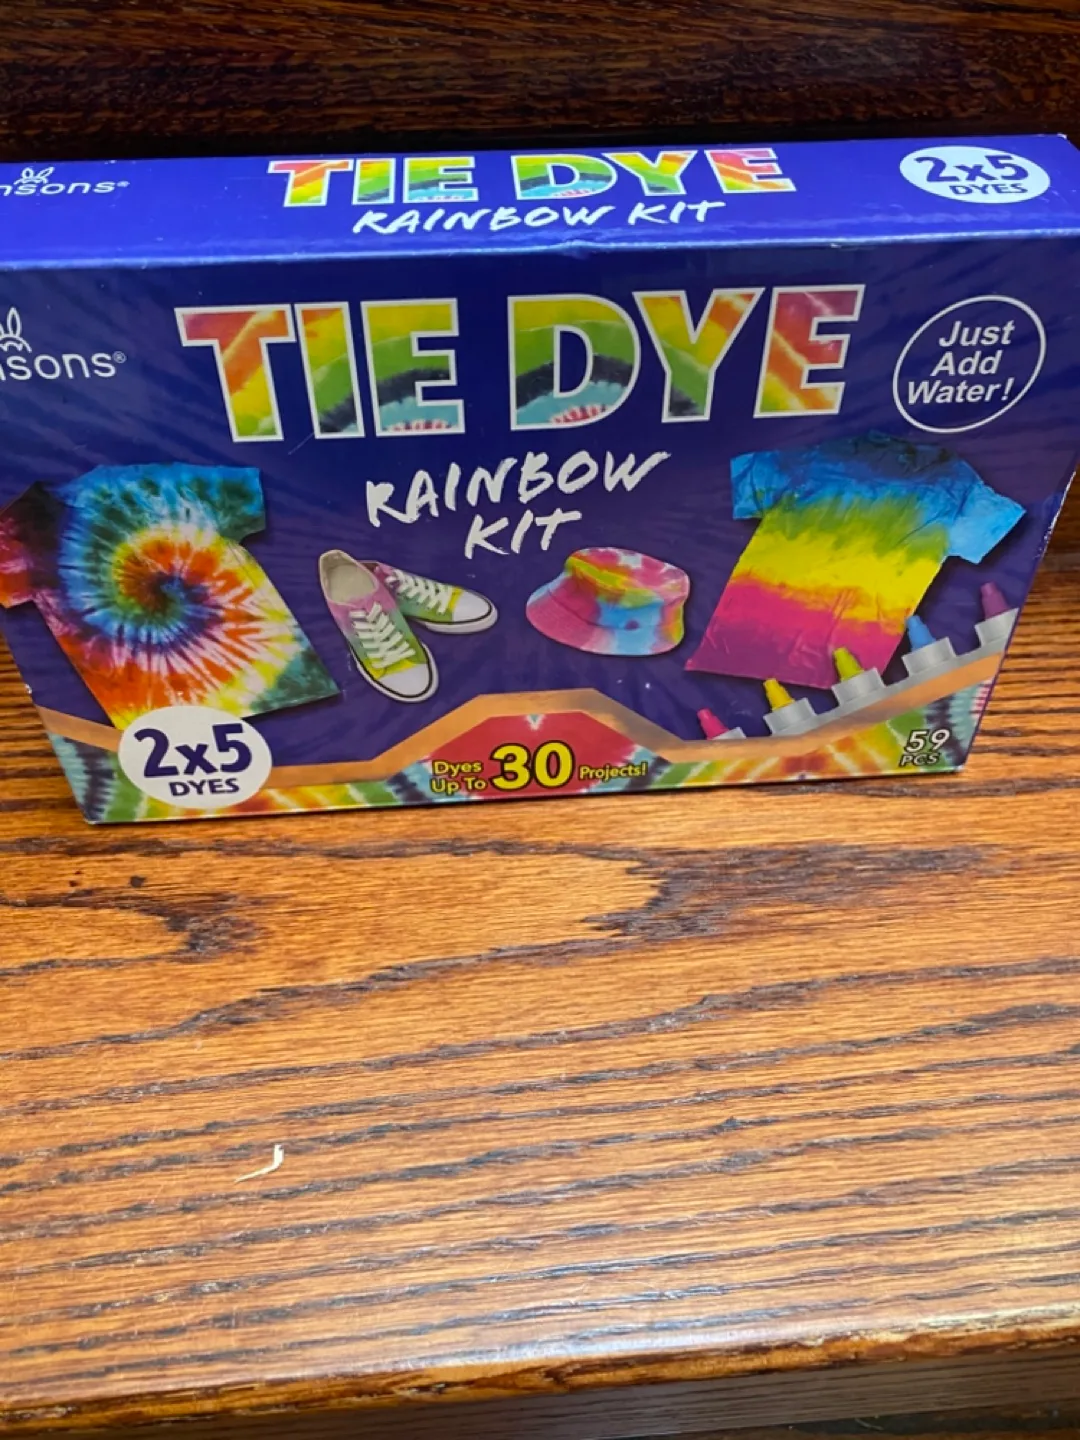 TIE DYE
RAINBOW KIT
2x5
DYES
TIE DYE
RAINBOW
KIT
Just
Add
Water!
2x5
DYES
Dyes
Up To 30 Projects!
59
PCS